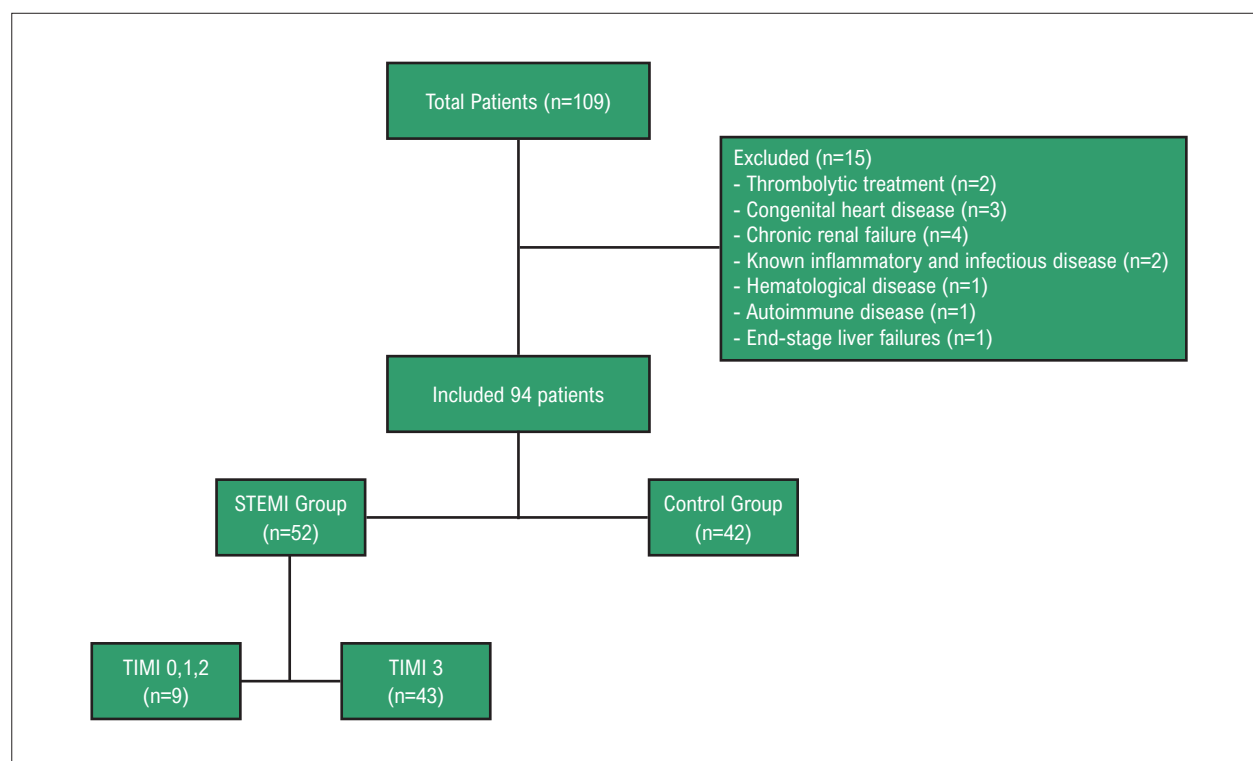 Total Patients (n=109)
Excluded (n=15)
- Thrombolytic treatment (n=2)
- Congenital heart disease (n=3)
- Chronic renal failure (n=4)
- Known inflammatory and infectious disease (n=2)
- Hematological disease (n=1)
- Autoimmune disease (n=1)
- End-stage liver failures (n=1)
Included 94 patients
STEMI Group
(n=52)
Control Group
(n=42)
TIMI 0,1,2
(n=9)
TIMI 3
(n=43)